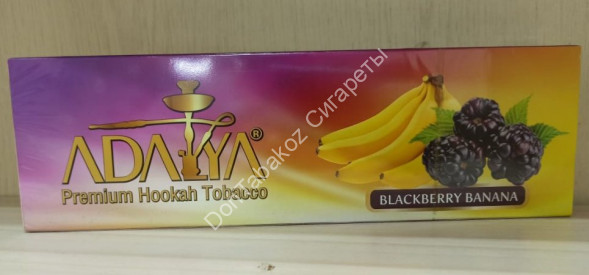 ADALYA®
Premium Hookah Tobacco
BLACKBERRY BANANA
Dontabakoz Сигареты